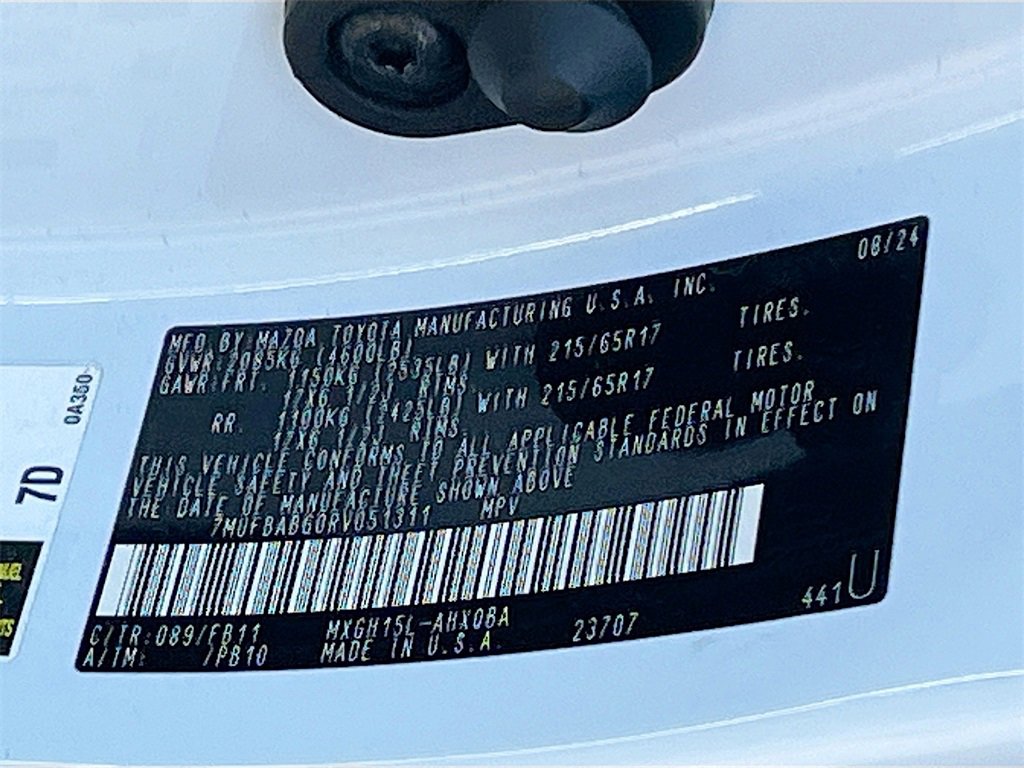 08/24
MFD. BY MAZDA TOYOTA MANUFACTURING U.S.A. INC.
GVWR 2085KG (4600LB)
GAWR FRT. 1150KG (2535LB) WITH 215/65R17 TIRES.
17X6 1/2J RIMS.
RR. 1100KG (2425LB) WITH 215/65R17 TIRES.
17X6 1/2J RIMS.
THIS VEHICLE CONFORMS TO ALL APPLICABLE FEDERAL MOTOR
VEHICLE SAFETY AND THEFT PREVENTION STANDARDS IN EFFECT ON
THE DATE OF MANUFACTURE SHOWN ABOVE
7MUFBABG0RV051311 MPV
C/TR: 089/FB11 MXGH15L-AHXQBA 23707 441U
A/TM: /PB10 MADE IN U.S.A.
0A350
7D